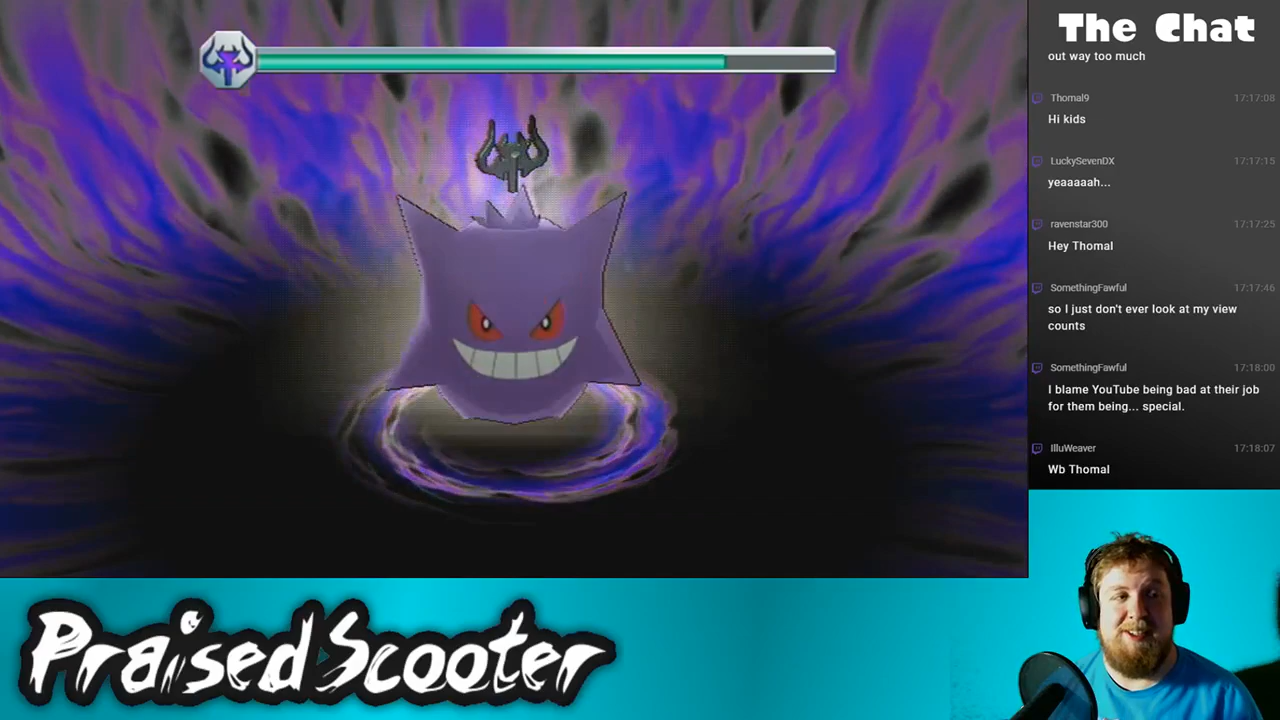 The Chat
out way too much
Thomal9 17:17:08
Hi kids
LuckySevenDX 17:17:15
yeaaaaah...
ravenstar300 17:17:25
Hey Thomal
SomethingFawful 17:17:46
so I just don't ever look at my view
counts
SomethingFawful 17:18:00
I blame YouTube being bad at their job
for them being... special.
IlluWeaver 17:18:07
Wb Thomal
PraisedScooter